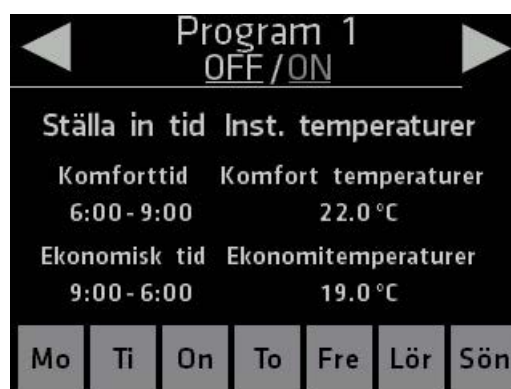 Program 1
OFF / ON
Ställa in tid Inst. temperaturer
Komforttid Komfort temperaturer
6:00 - 9:00 22.0 °C
Ekonomisk tid Ekonomitemperaturer
9:00 - 6:00 19.0 °C
Mo Ti On To Fre Lör Sön